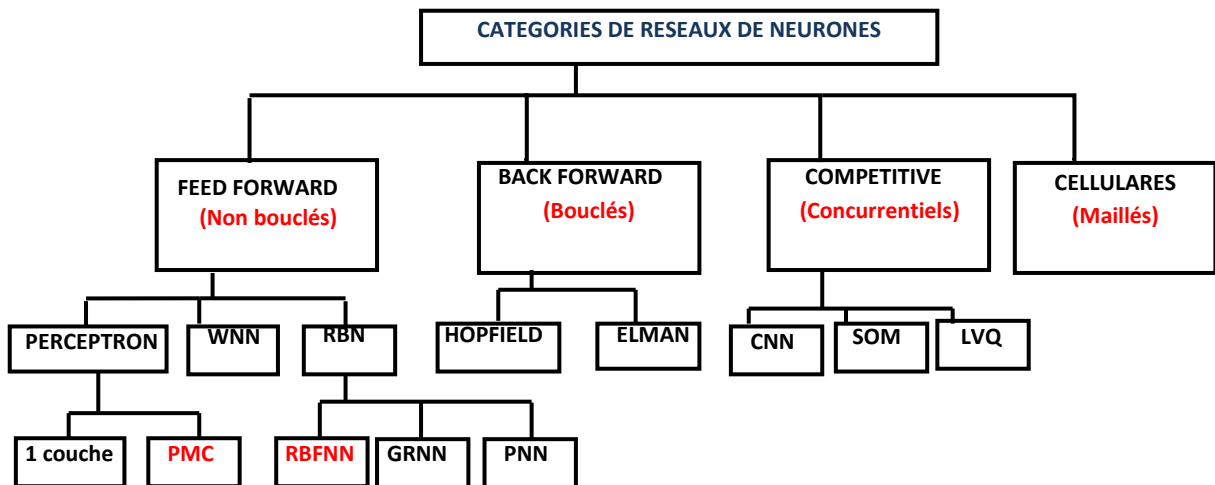 CATEGORIES DE RESEAUX DE NEURONES
FEED FORWARD
(Non bouclés)
BACK FORWARD
(Bouclés)
COMPETITIVE
(Concurrentiels)
CELLULARES
(Maillés)
PERCEPTRON
WNN
RBN
HOPFIELD
ELMAN
CNN
SOM
LVQ
1 couche
PMC
RBFNN
GRNN
PNN